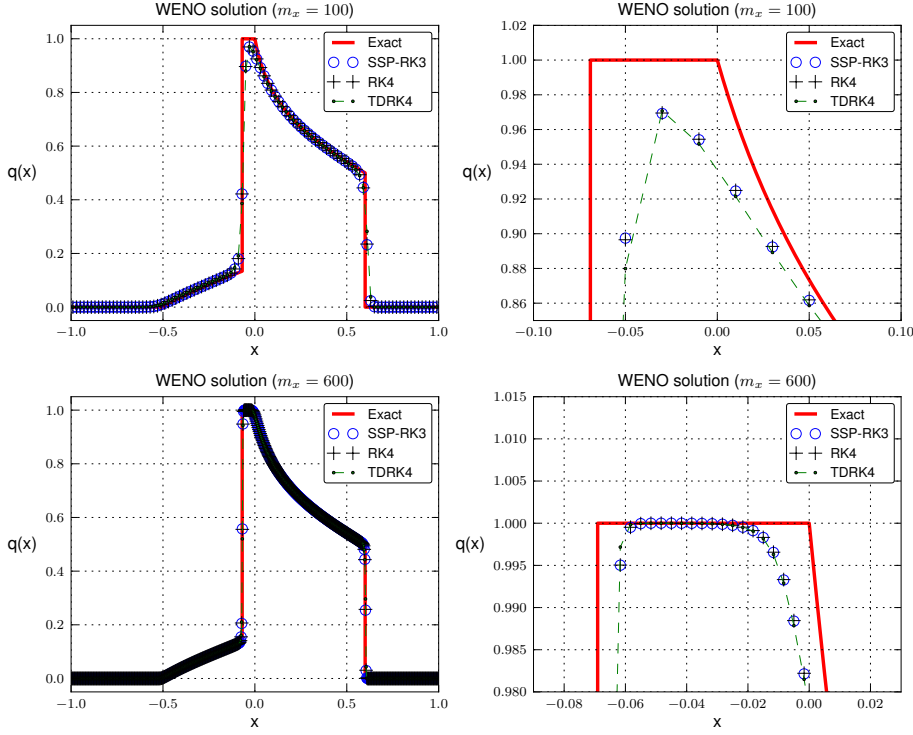 WENO solution (m_x = 100)
q(x)
1.0
0.8
0.6
0.4
0.2
0.0
−1.0
−0.5
0.0
0.5
1.0
x
Exact
SSP-RK3
RK4
TDRK4
WENO solution (m_x = 100)
q(x)
1.00
0.98
0.96
0.94
0.92
0.90
0.88
0.86
−0.10
−0.05
0.00
0.05
0.10
x
Exact
SSP-RK3
RK4
TDRK4
WENO solution (m_x = 600)
q(x)
1.0
0.8
0.6
0.4
0.2
0.0
−1.0
−0.5
0.0
0.5
1.0
x
Exact
SSP-RK3
RK4
TDRK4
WENO solution (m_x = 600)
q(x)
1.015
1.010
1.005
1.000
0.995
0.990
0.985
0.980
−0.08
−0.06
−0.04
−0.02
0.00
0.02
x
Exact
SSP-RK3
RK4
TDRK4